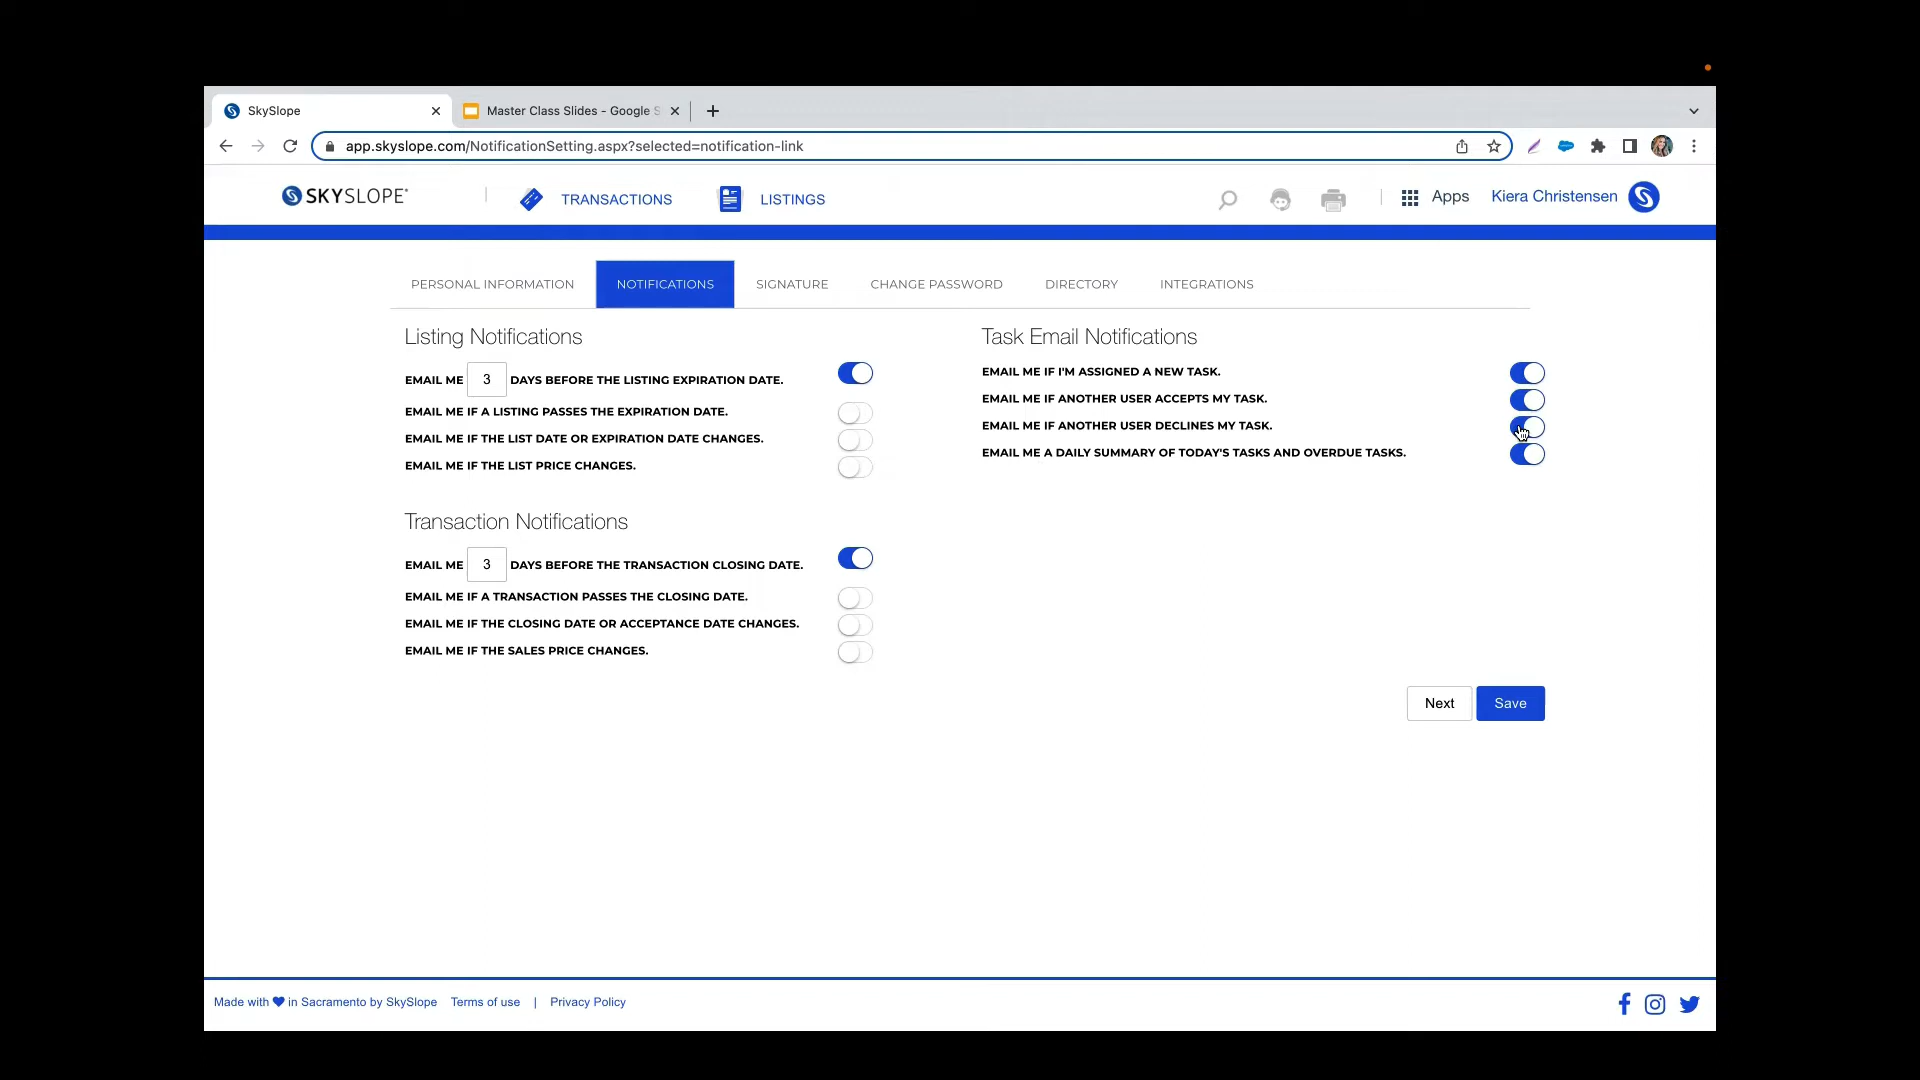 SkySlope
Master Class Slides - Google S
app.skyslope.com/NotificationSetting.aspx?selected=notification-link
SKYSLOPE
TRANSACTIONS
LISTINGS
Apps
Kiera Christensen
PERSONAL INFORMATION
NOTIFICATIONS
SIGNATURE
CHANGE PASSWORD
DIRECTORY
INTEGRATIONS
Listing Notifications
EMAIL ME 3 DAYS BEFORE THE LISTING EXPIRATION DATE.
EMAIL ME IF A LISTING PASSES THE EXPIRATION DATE.
EMAIL ME IF THE LIST DATE OR EXPIRATION DATE CHANGES.
EMAIL ME IF THE LIST PRICE CHANGES.
Task Email Notifications
EMAIL ME IF I'M ASSIGNED A NEW TASK.
EMAIL ME IF ANOTHER USER ACCEPTS MY TASK.
EMAIL ME IF ANOTHER USER DECLINES MY TASK.
EMAIL ME A DAILY SUMMARY OF TODAY'S TASKS AND OVERDUE TASKS.
Transaction Notifications
EMAIL ME 3 DAYS BEFORE THE TRANSACTION CLOSING DATE.
EMAIL ME IF A TRANSACTION PASSES THE CLOSING DATE.
EMAIL ME IF THE CLOSING DATE OR ACCEPTANCE DATE CHANGES.
EMAIL ME IF THE SALES PRICE CHANGES.
Next
Save
Made with ♥ in Sacramento by SkySlope Terms of use | Privacy Policy